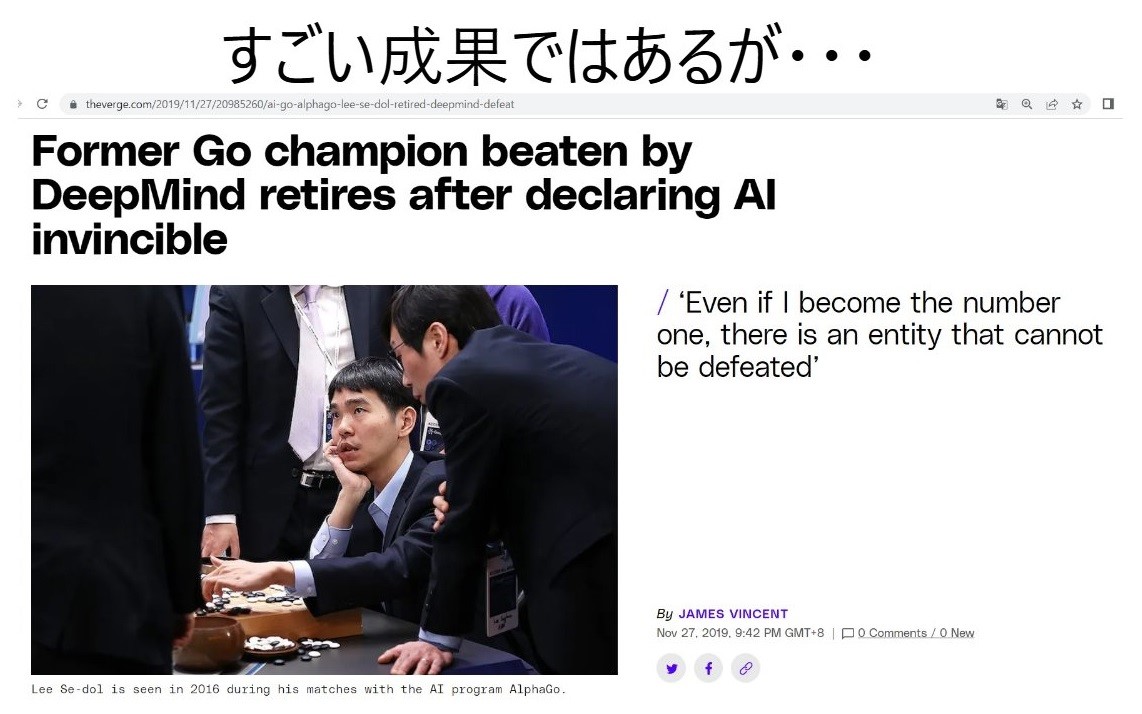 すごい成果ではあるが・・・
theverge.com/2019/11/27/20985260/ai-go-alphago-lee-se-dol-retired-deepmind-defeat
Former Go champion beaten by
DeepMind retires after declaring AI
invincible
/ ‘Even if I become the number
one, there is an entity that cannot
be defeated’
By JAMES VINCENT
Nov 27, 2019, 9:42 PM GMT+8 | 0 Comments / 0 New
Lee Se-dol is seen in 2016 during his matches with the AI program AlphaGo.